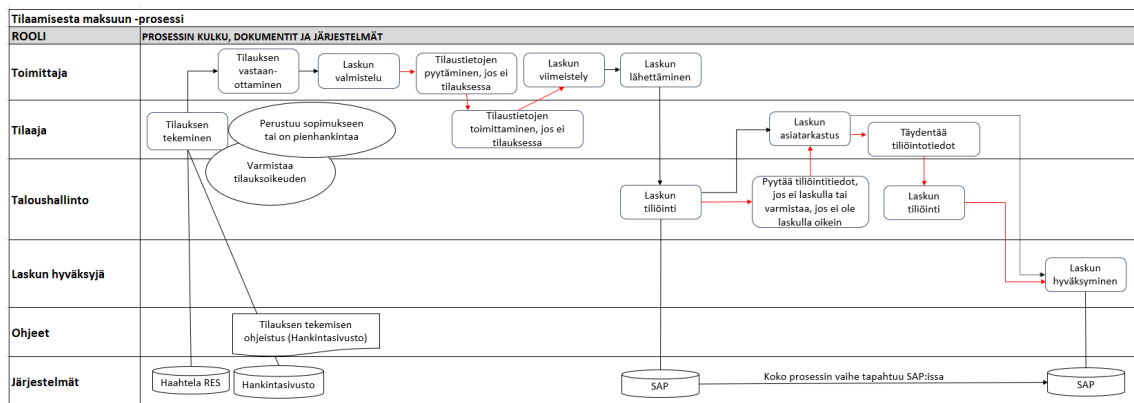 Tilaamisesta maksuun -prosessi
ROOLI
PROSESSIN KULKU, DOKUMENTIT JA JÄRJESTELMÄT
Toimittaja
Tilauksen
vastaan-
ottaminen
Laskun
valmistelu
Tilaustietojen
pyytäminen, jos ei
tilauksessa
Laskun
viimeistely
Laskun
lähettäminen
Tilaaja
Tilauksen
tekeminen
Perustuu sopimukseen
tai on pienhankintaa
Varmistaa
tilauksoikeuden
Tilaustietojen
toimittaminen, jos ei
tilauksessa
Laskun
asiatarkastus
Täydentää
tiliöintotiedot
Taloushallinto
Laskun
tiliöinti
Pyytää tiliöintitiedot,
jos ei laskulla tai
varmistaa, jos ei ole
laskulla oikein
Laskun
tiliöinti
Laskun hyväksyjä
Laskun
hyväksyminen
Ohjeet
Tilauksen tekemisen
ohjeistus (Hankintasivusto)
Järjestelmät
Haahtela RES
Hankintasivusto
SAP
Koko prosessin vaihe tapahtuu SAP:issa
SAP